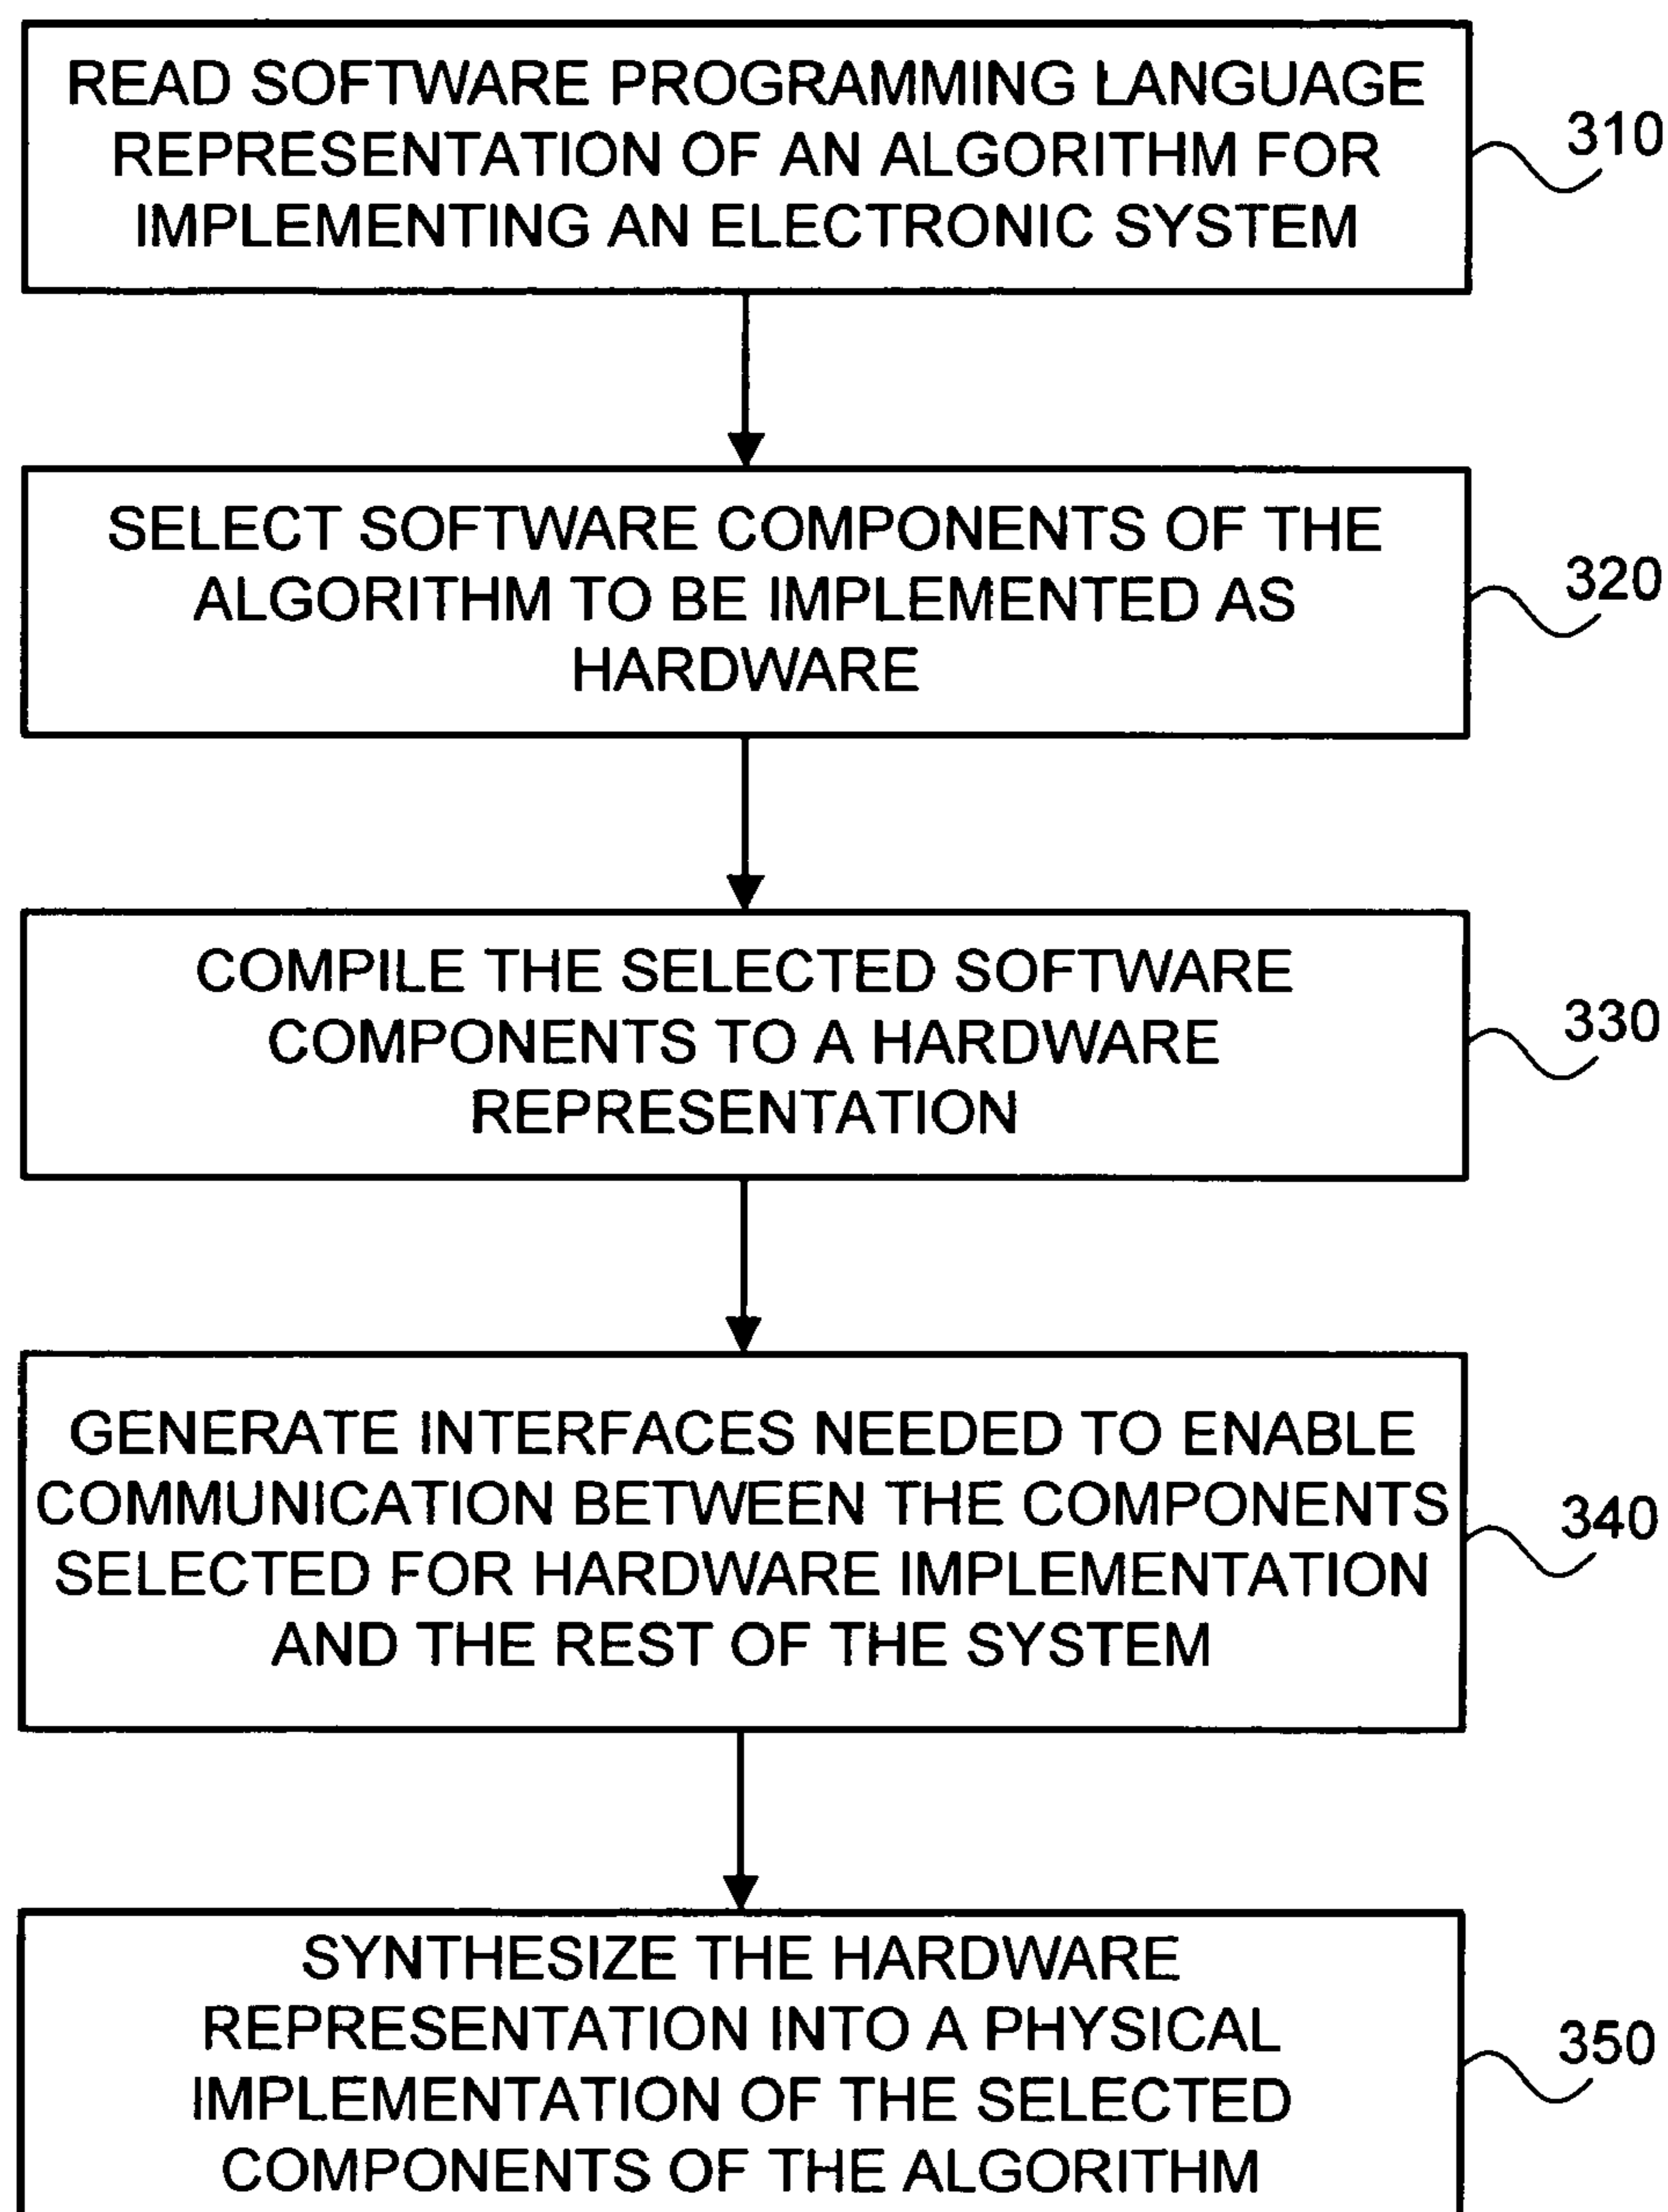 READ SOFTWARE PROGRAMMING LANGUAGE
REPRESENTATION OF AN ALGORITHM FOR
IMPLEMENTING AN ELECTRONIC SYSTEM
310
SELECT SOFTWARE COMPONENTS OF THE
ALGORITHM TO BE IMPLEMENTED AS
HARDWARE
320
COMPILE THE SELECTED SOFTWARE
COMPONENTS TO A HARDWARE
REPRESENTATION
330
GENERATE INTERFACES NEEDED TO ENABLE
COMMUNICATION BETWEEN THE COMPONENTS
SELECTED FOR HARDWARE IMPLEMENTATION
AND THE REST OF THE SYSTEM
340
SYNTHESIZE THE HARDWARE
REPRESENTATION INTO A PHYSICAL
IMPLEMENTATION OF THE SELECTED
COMPONENTS OF THE ALGORITHM
350